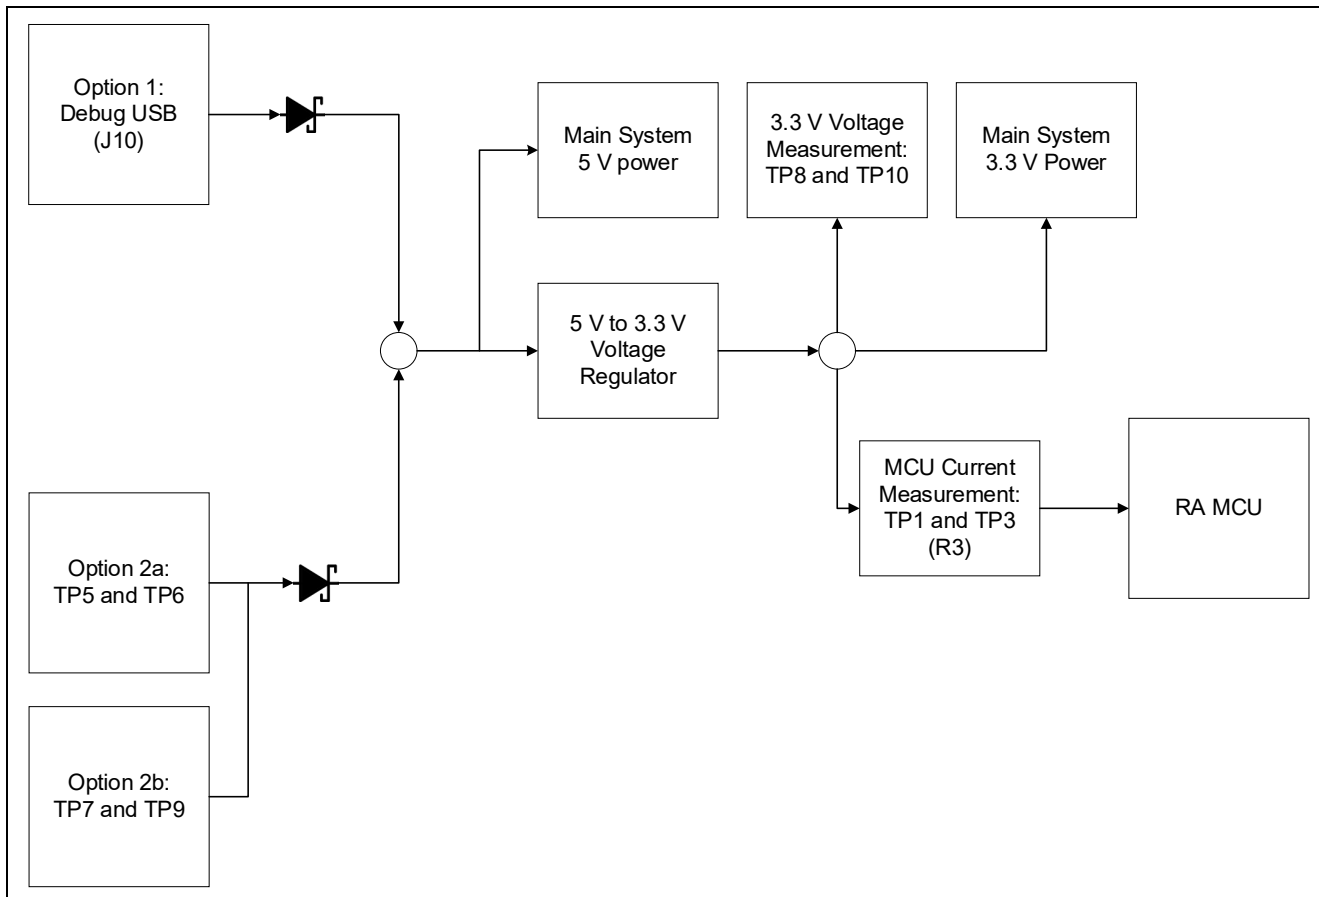 Option 1:
Debug USB
(J10)
Main System
5 V power
3.3 V Voltage
Measurement:
TP8 and TP10
Main System
3.3 V Power
5 V to 3.3 V
Voltage
Regulator
MCU Current
Measurement:
TP1 and TP3
(R3)
RA MCU
Option 2a:
TP5 and TP6
Option 2b:
TP7 and TP9